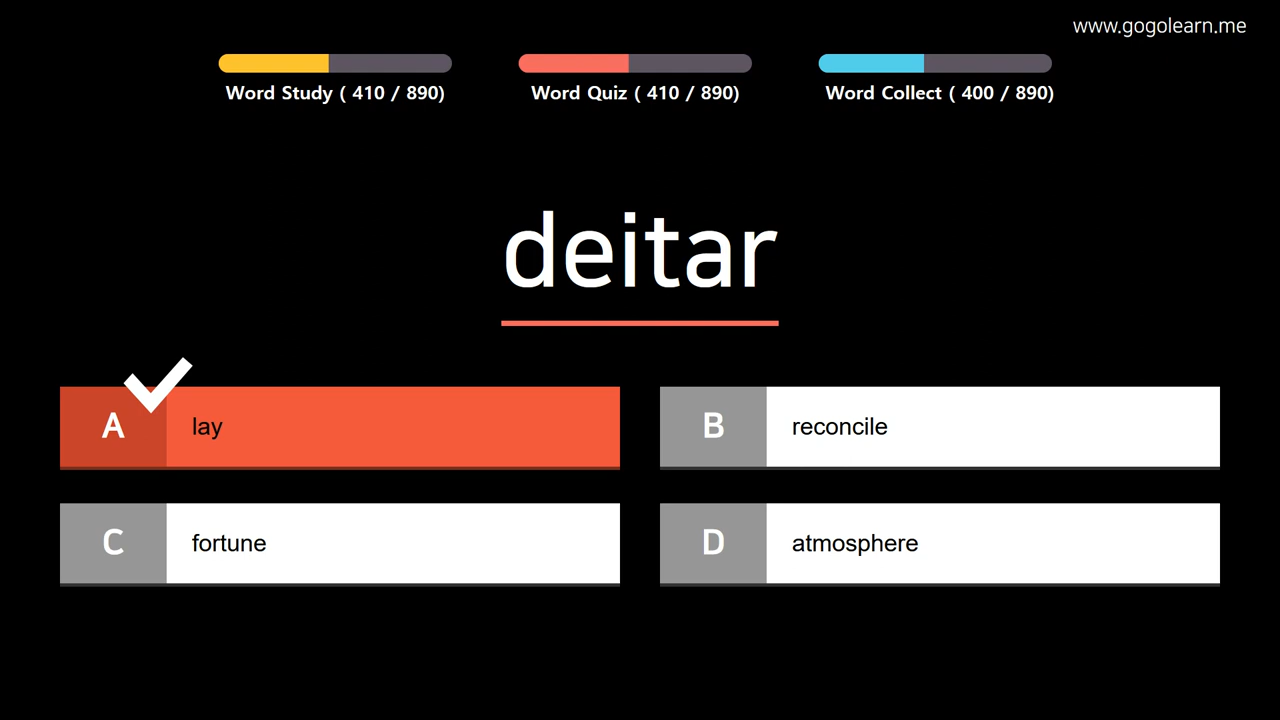 www.gogolearn.me
Word Study ( 410 / 890)
Word Quiz ( 410 / 890)
Word Collect ( 400 / 890)
deitar
A lay
B reconcile
C fortune
D atmosphere